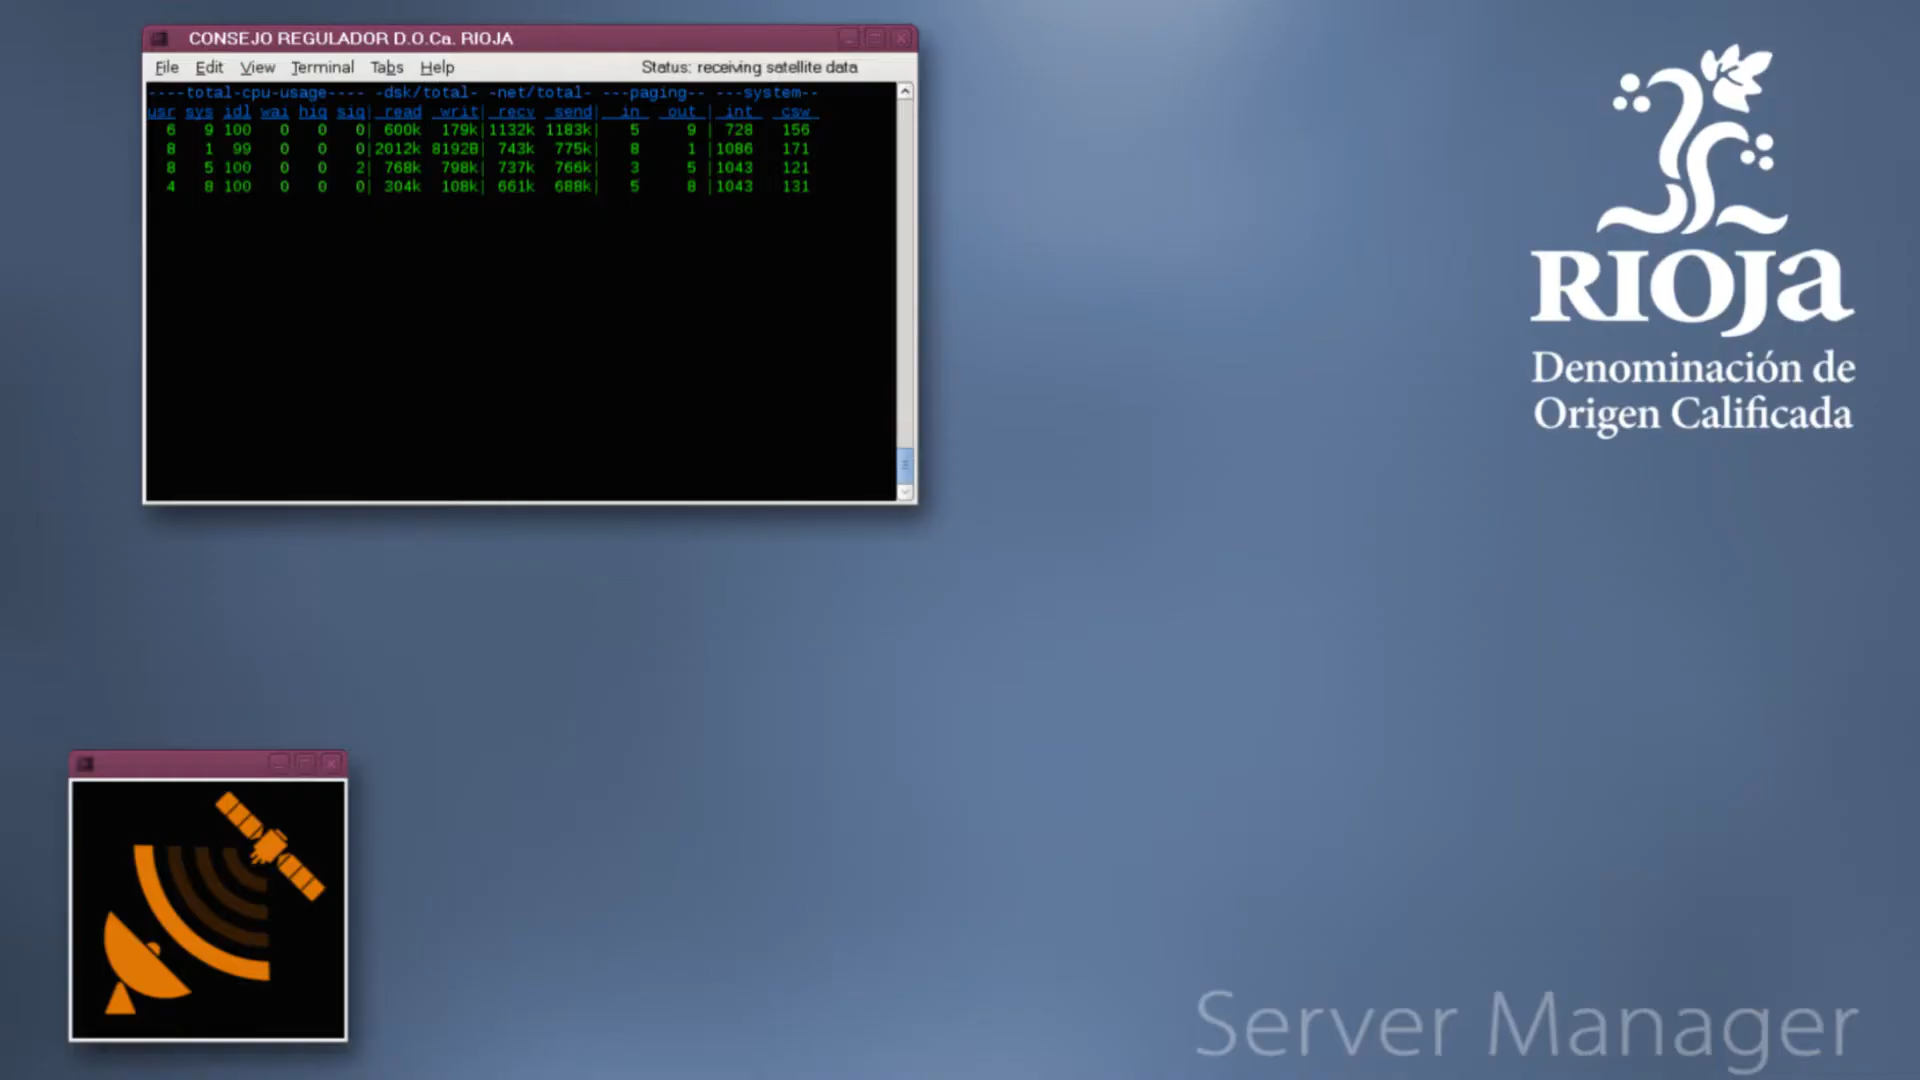 CONSEJO REGULADOR D.O.Ca. RIOJA
File Edit View Terminal Tabs Help Status: receiving satellite data
----total-cpu-usage---- -dsk/total- -net/total- ---paging-- ---system--
usr sys idl wai hiq siq| read writ| recv send| in out | int csw
6 9 100 0 0 0| 600k 179k|1132k 1183k| 5 9 | 728 156
8 1 99 0 0 0|2012k 8192B| 743k 775k| 8 1 |1086 171
8 5 100 0 0 2| 768k 798k| 737k 766k| 3 5 |1043 121
4 8 100 0 0 0| 304k 108k| 661k 688k| 5 8 |1043 131
RIOJa
Denominación de
Origen Calificada
Server Manager